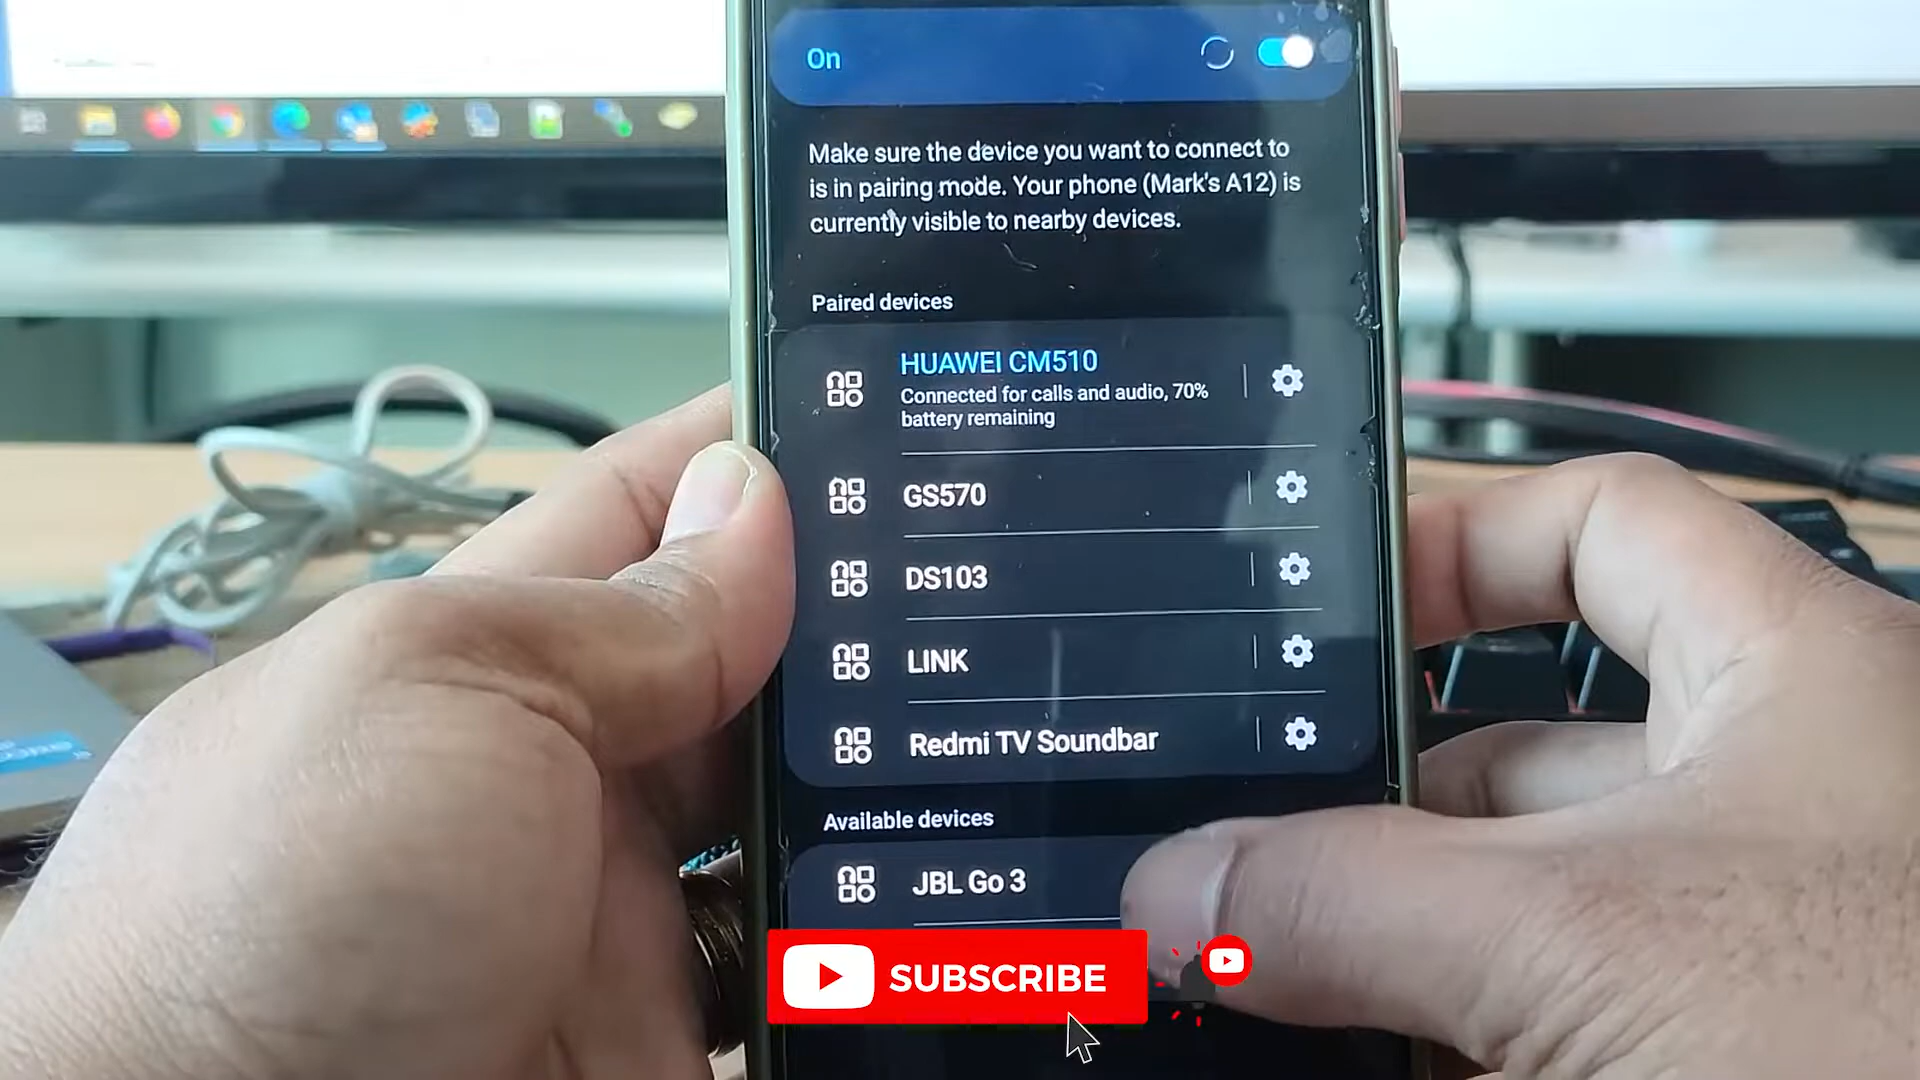 On
Make sure the device you want to connect to
is in pairing mode. Your phone (Mark's A12) is
currently visible to nearby devices.
Paired devices
HUAWEI CM510
Connected for calls and audio, 70%
battery remaining
GS570
DS103
LINK
Redmi TV Soundbar
Available devices
JBL Go 3
SUBSCRIBE